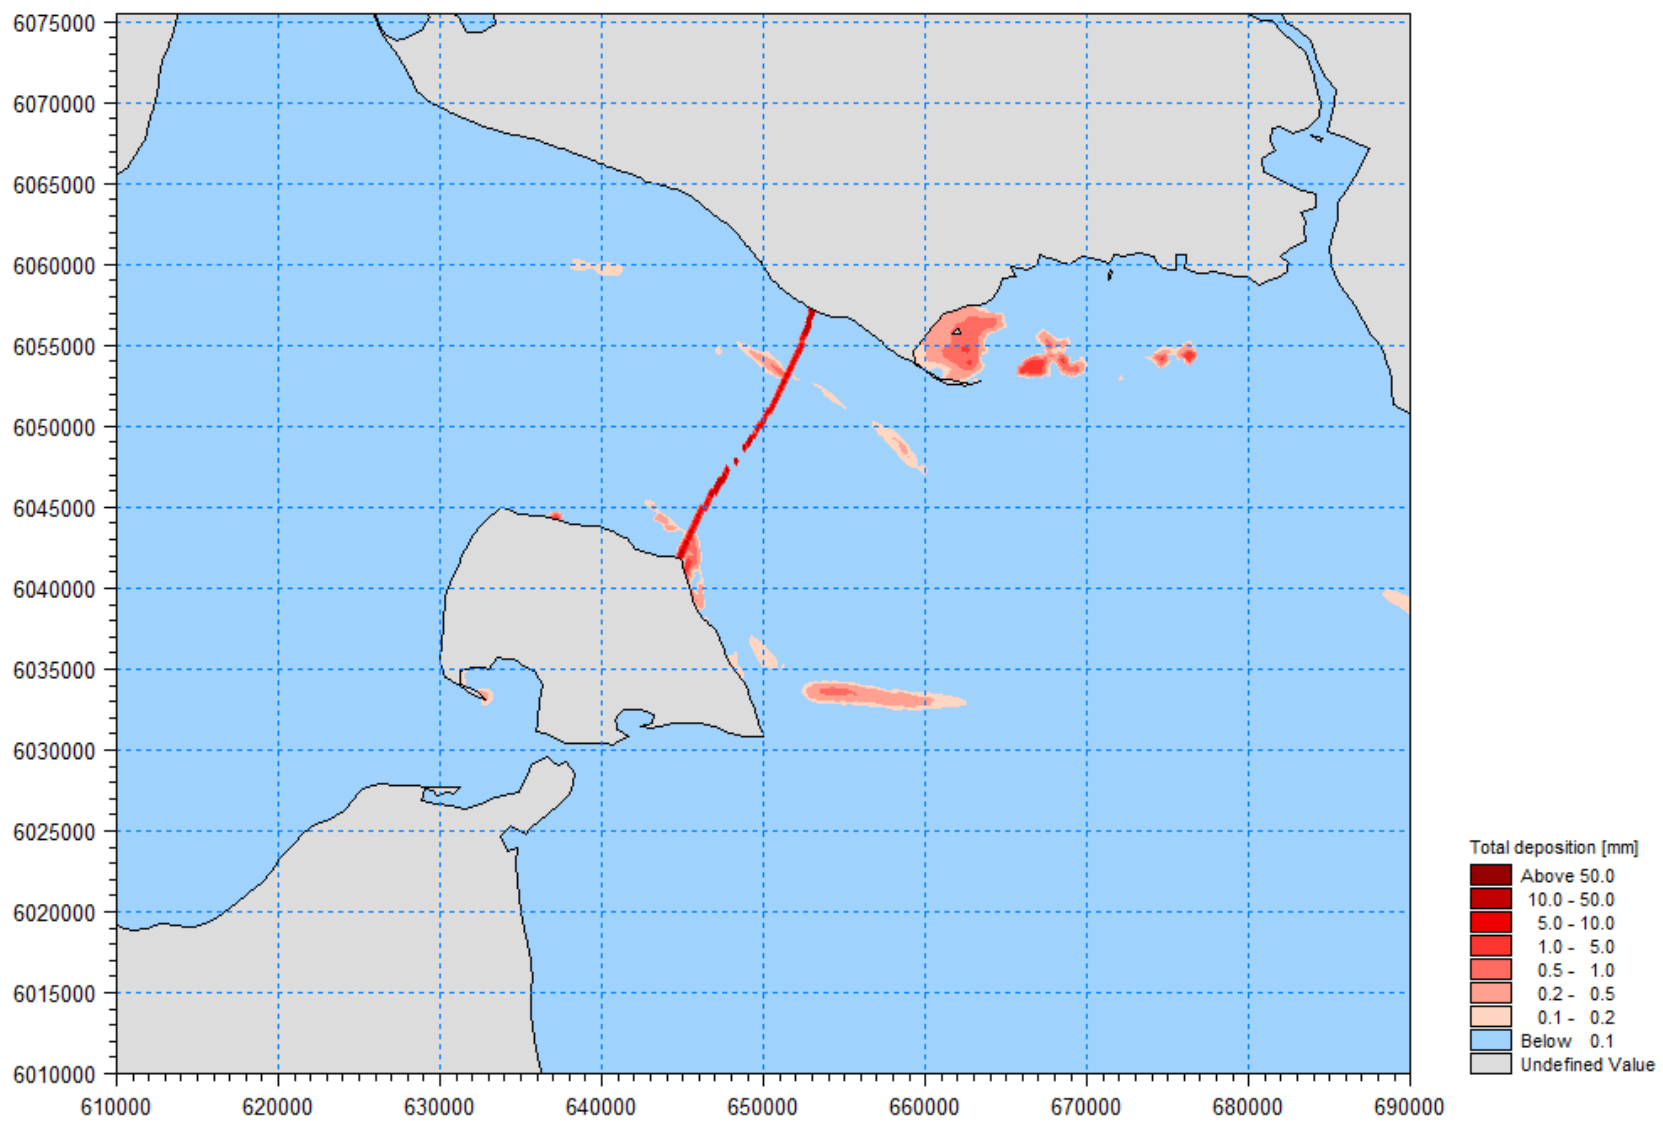 6075000
6070000
6065000
6060000
6055000
6050000
6045000
6040000
6035000
6030000
6025000
6020000
6015000
6010000
610000 620000 630000 640000 650000 660000 670000 680000 690000
Total deposition [mm]
Above 50.0
10.0 - 50.0
5.0 - 10.0
1.0 - 5.0
0.5 - 1.0
0.2 - 0.5
0.1 - 0.2
Below 0.1
Undefined Value